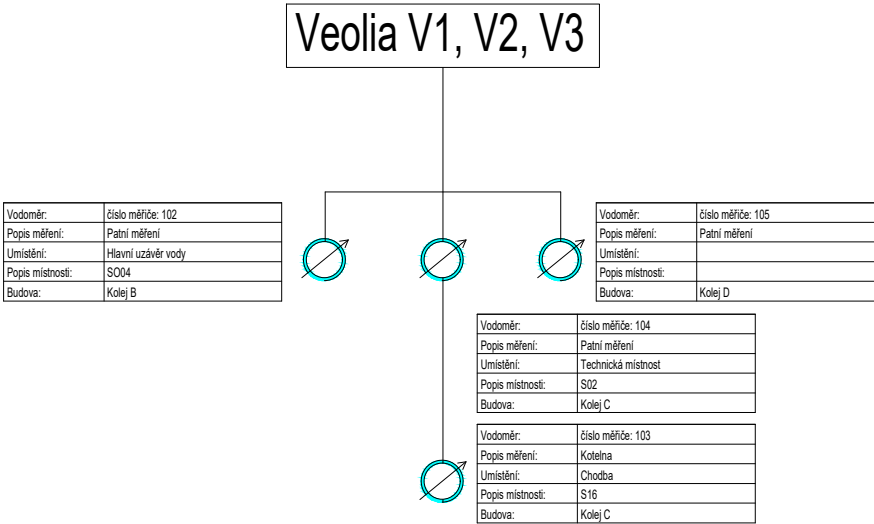 Veolia V1, V2, V3
Vodoměr: číslo měřiče: 102
Popis měření: Patní měření
Umístění: Hlavní uzávěr vody
Popis místnosti: SO04
Budova: Kolej B
Vodoměr: číslo měřiče: 105
Popis měření: Patní měření
Umístění:
Popis místnosti:
Budova: Kolej D
Vodoměr: číslo měřiče: 104
Popis měření: Patní měření
Umístění: Technická místnost
Popis místnosti: S02
Budova: Kolej C
Vodoměr: číslo měřiče: 103
Popis měření: Kotelna
Umístění: Chodba
Popis místnosti: S16
Budova: Kolej C